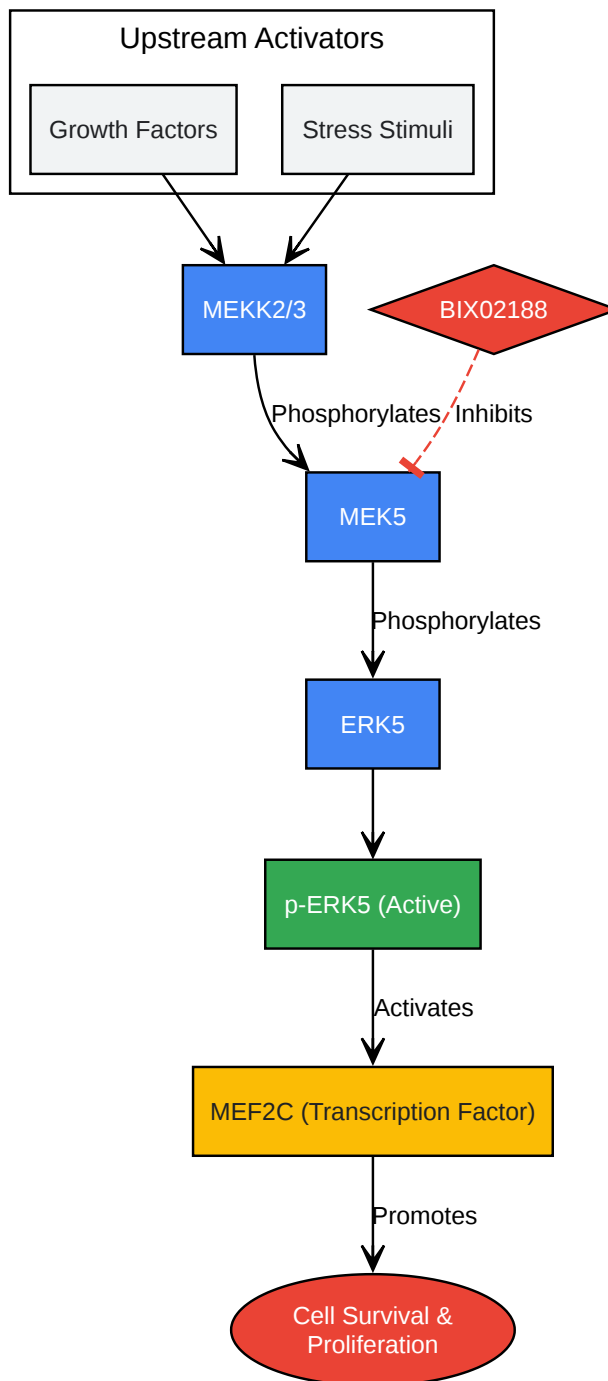 Upstream Activators
Growth Factors
Stress Stimuli
MEKK2/3
BIX02188
Phosphorylates
Inhibits
MEK5
Phosphorylates
ERK5
p-ERK5 (Active)
Activates
MEF2C (Transcription Factor)
Promotes
Cell Survival &
Proliferation